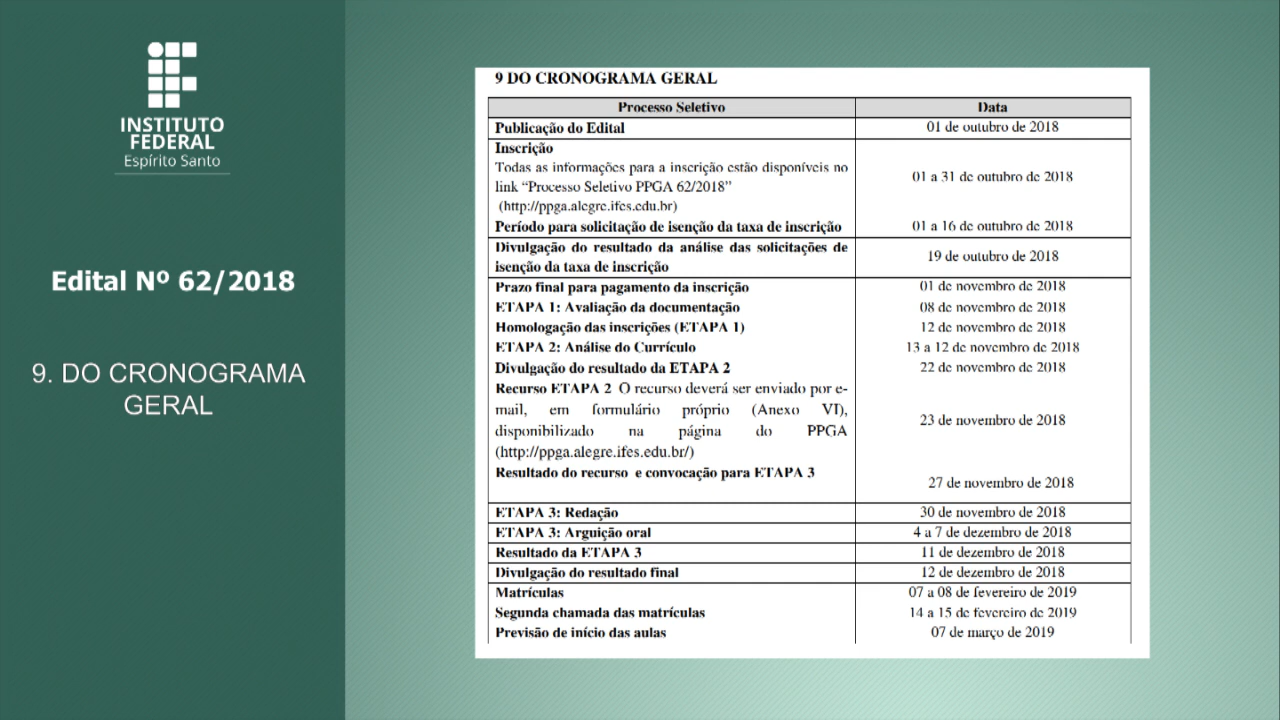 INSTITUTO
FEDERAL
Espírito Santo
Edital Nº 62/2018
9. DO CRONOGRAMA
GERAL
9 DO CRONOGRAMA GERAL
Processo Seletivo Data
Publicação do Edital 01 de outubro de 2018
Inscrição
Todas as informações para a inscrição estão disponíveis no
link “Processo Seletivo PPGA 62/2018”
(http://ppga.alegre.ifes.edu.br)
01 a 31 de outubro de 2018
Período para solicitação de isenção da taxa de inscrição 01 a 16 de outubro de 2018
Divulgação do resultado da análise das solicitações de
isenção da taxa de inscrição
19 de outubro de 2018
Prazo final para pagamento da inscrição 01 de novembro de 2018
ETAPA 1: Avaliação da documentação 08 de novembro de 2018
Homologação das inscrições (ETAPA 1) 12 de novembro de 2018
ETAPA 2: Análise do Currículo 13 a 12 de novembro de 2018
Divulgação do resultado da ETAPA 2 22 de novembro de 2018
Recurso ETAPA 2 O recurso deverá ser enviado por e-
mail, em formulário próprio (Anexo VI),
disponibilizado na página do PPGA
(http://ppga.alegre.ifes.edu.br/)
23 de novembro de 2018
Resultado do recurso e convocação para ETAPA 3
27 de novembro de 2018
ETAPA 3: Redação 30 de novembro de 2018
ETAPA 3: Arguição oral 4 a 7 de dezembro de 2018
Resultado da ETAPA 3 11 de dezembro de 2018
Divulgação do resultado final 12 de dezembro de 2018
Matrículas 07 a 08 de fevereiro de 2019
Segunda chamada das matrículas 14 a 15 de fevereiro de 2019
Previsão de início das aulas 07 de março de 2019